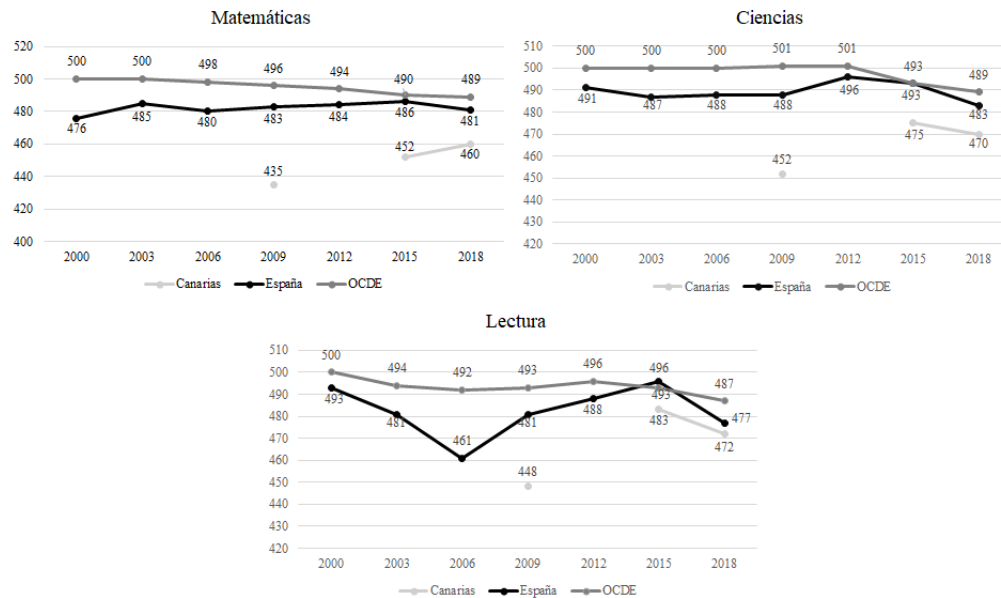 Matemáticas
520
500
480
460
440
420
400
500 500 498 496 494 490 489
476 485 480 483 484 486 481
435 452 460
2000 2003 2006 2009 2012 2015 2018
Canarias España OCDE
Ciencias
510
500
490
480
470
460
450
440
430
420
500 500 500 501 501 493 489
491 487 488 488 496 493 483
452 475 470
2000 2003 2006 2009 2012 2015 2018
Canarias España OCDE
Lectura
510
500
490
480
470
460
450
440
430
420
500 494 492 493 496 496 487
493 481 461 481 488 493 477
448 483 472
2000 2003 2006 2009 2012 2015 2018
Canarias España OCDE